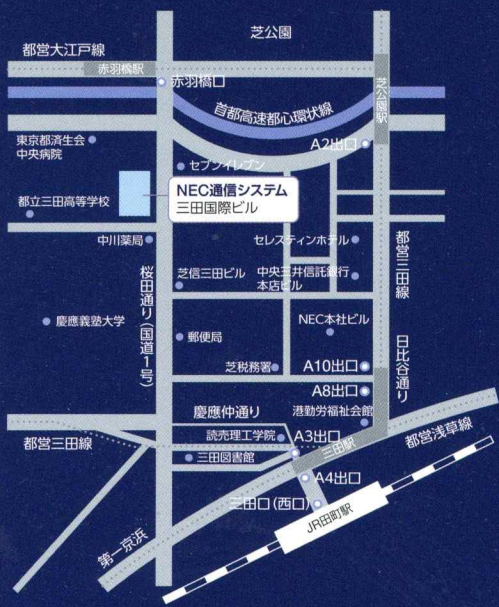 芝公園
都営大江戸線
赤羽橋駅
赤羽橋口
芝公園駅
首都高速都心環状線
東京都済生会
中央病院
A2出口
セブンイレブン
NEC通信システム
三田国際ビル
都立三田高等学校
中川薬局
セレスティンホテル
都営三田線
桜田通り(国道1号)
芝信三田ビル
中央三井信託銀行
本店ビル
慶應義塾大学
NEC本社ビル
郵便局
日比谷通り
芝税務署
A10出口
A8出口
慶應仲通り
港勤労福祉会館
都営三田線
読売理工学院
A3出口
都営浅草線
三田図書館
三田駅
A4出口
三田口(西口)
JR田町駅
第一京浜